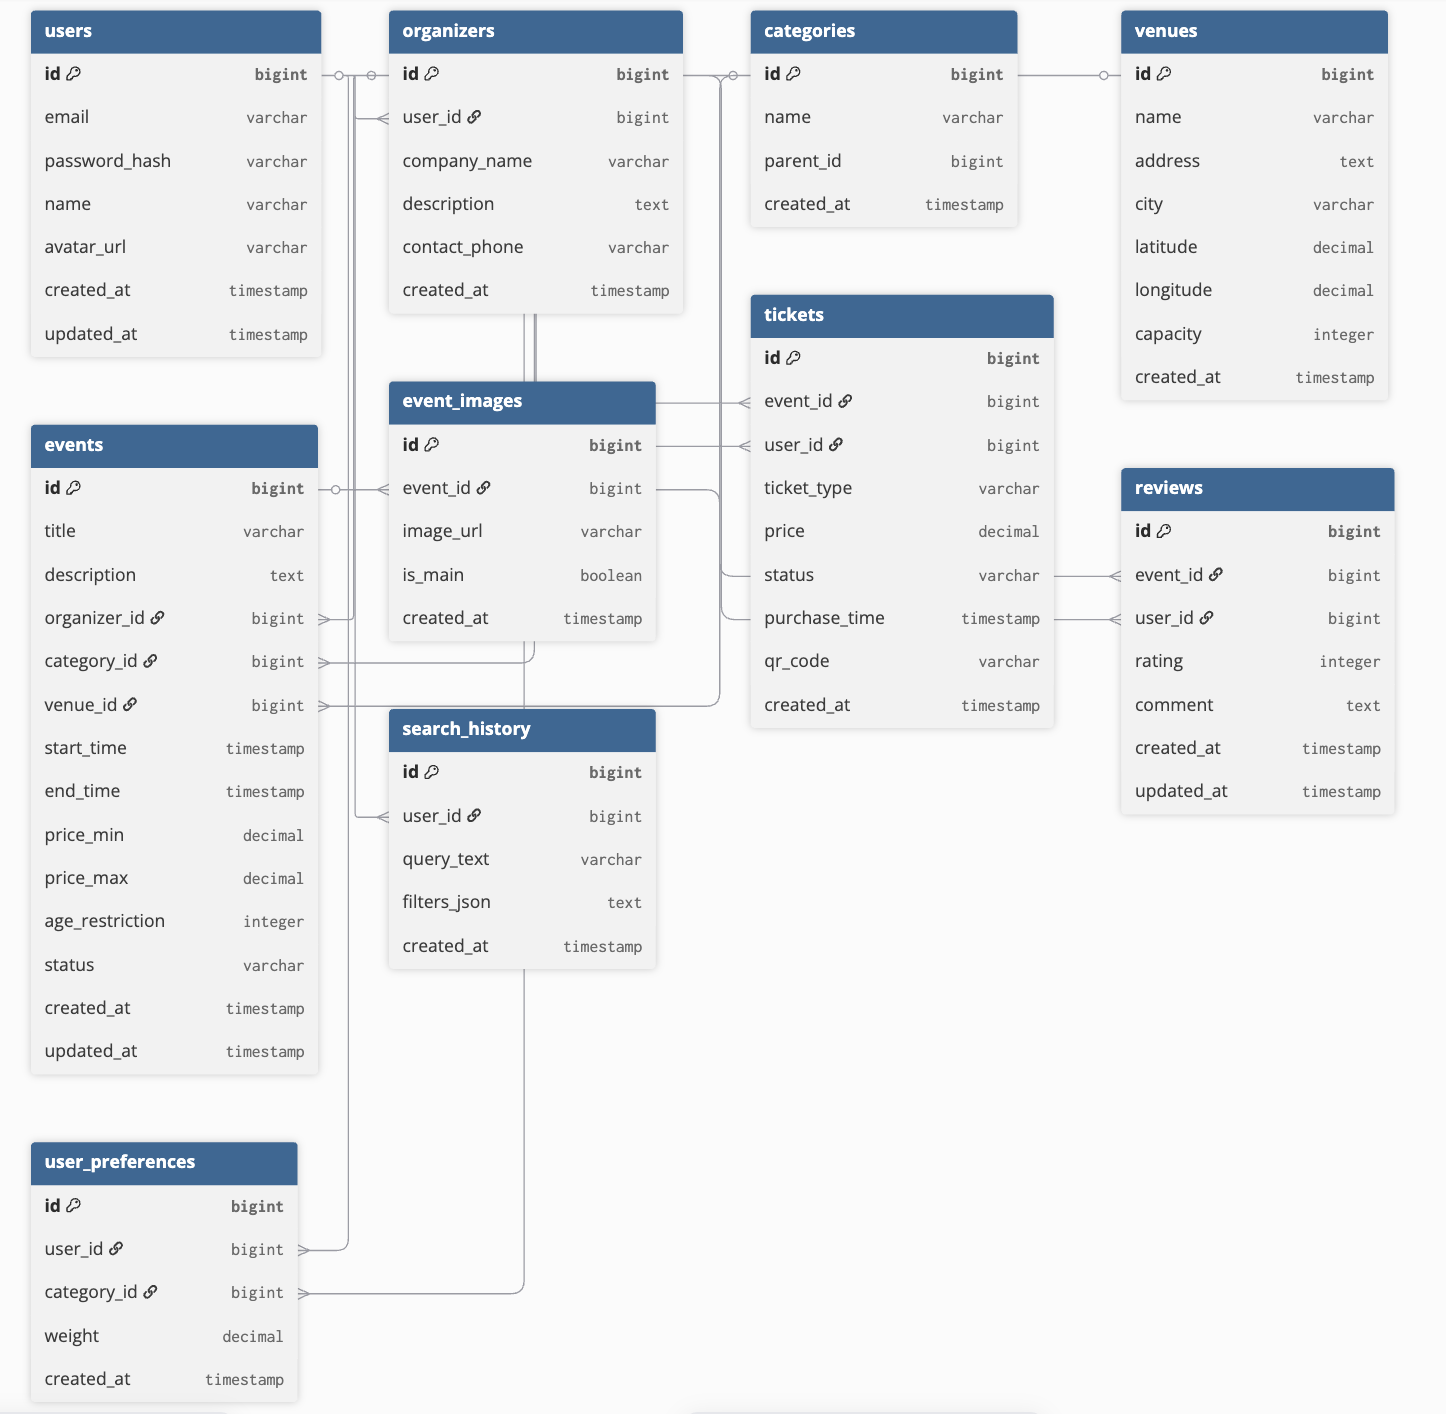 users
id bigint
email varchar
password_hash varchar
name varchar
avatar_url varchar
created_at timestamp
updated_at timestamp
organizers
id bigint
user_id bigint
company_name varchar
description text
contact_phone varchar
created_at timestamp
categories
id bigint
name varchar
parent_id bigint
created_at timestamp
venues
id bigint
name varchar
address text
city varchar
latitude decimal
longitude decimal
capacity integer
created_at timestamp
tickets
id bigint
event_id bigint
user_id bigint
ticket_type varchar
price decimal
status varchar
purchase_time timestamp
qr_code varchar
created_at timestamp
event_images
id bigint
event_id bigint
image_url varchar
is_main boolean
created_at timestamp
events
id bigint
title varchar
description text
organizer_id bigint
category_id bigint
venue_id bigint
start_time timestamp
end_time timestamp
price_min decimal
price_max decimal
age_restriction integer
status varchar
created_at timestamp
updated_at timestamp
reviews
id bigint
event_id bigint
user_id bigint
rating integer
comment text
created_at timestamp
updated_at timestamp
search_history
id bigint
user_id bigint
query_text varchar
filters_json text
created_at timestamp
user_preferences
id bigint
user_id bigint
category_id bigint
weight decimal
created_at timestamp